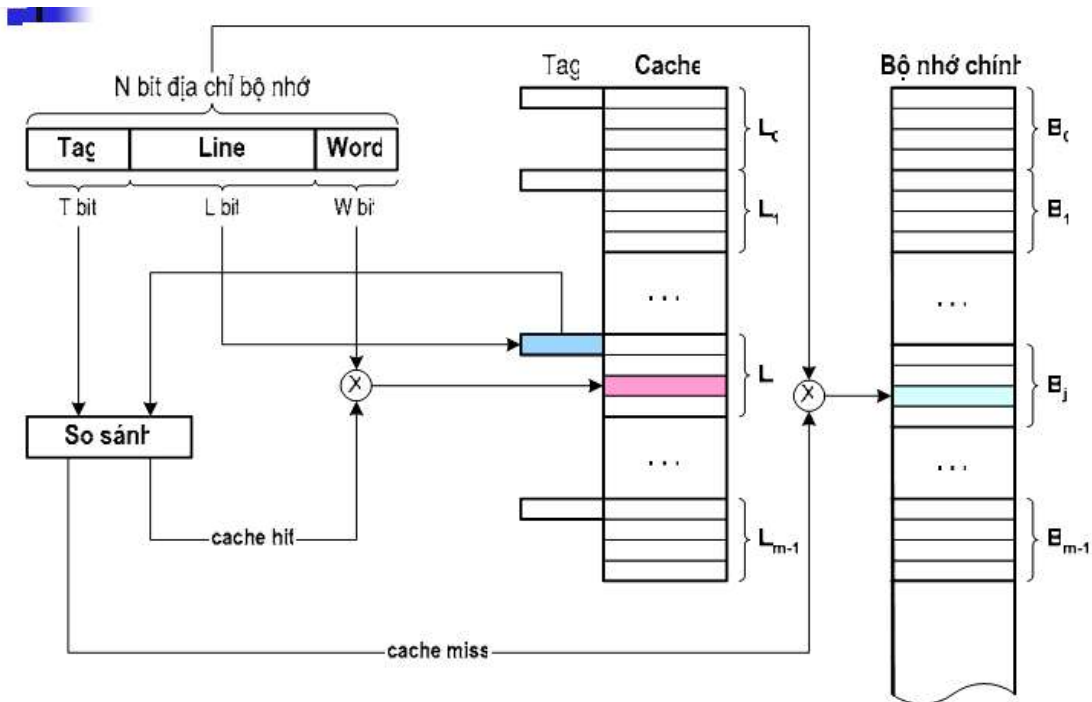 N bit địa chỉ bộ nhớ
Tag Line Word
T bit L bit W bi
So sánh
cache hit
cache miss
Tag Cache Bộ nhớ chính
L0 B0
L1 B1
... ...
L Bj
... ...
Lm-1 Bm-1
X X